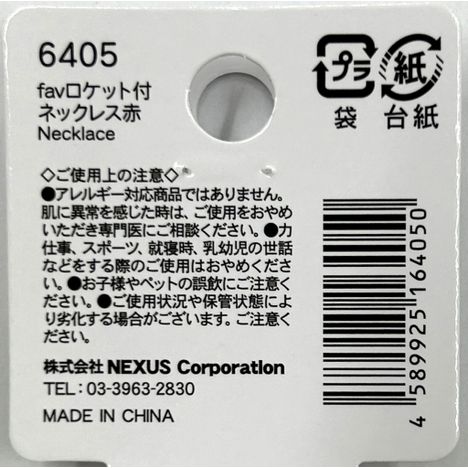 6405
favロケット付
ネックレス赤
Necklace
プラ 紙
袋 台紙
◇ご使用上の注意◇
●アレルギー対応商品ではありません。
肌に異常を感じた時は、ご使用をおやめ
いただき専門医にご相談ください。●力
仕事、スポーツ、就寝時、乳幼児の世話
などをする際のご使用はおやめくださ
い。●お子様やペットの誤飲にご注意く
ださい。●ご使用状況や保管状態によ
り劣化する場合がございます。ご注意く
ださい。
株式会社 NEXUS Corporation
TEL：03-3963-2830
MADE IN CHINA
4 589925 164050